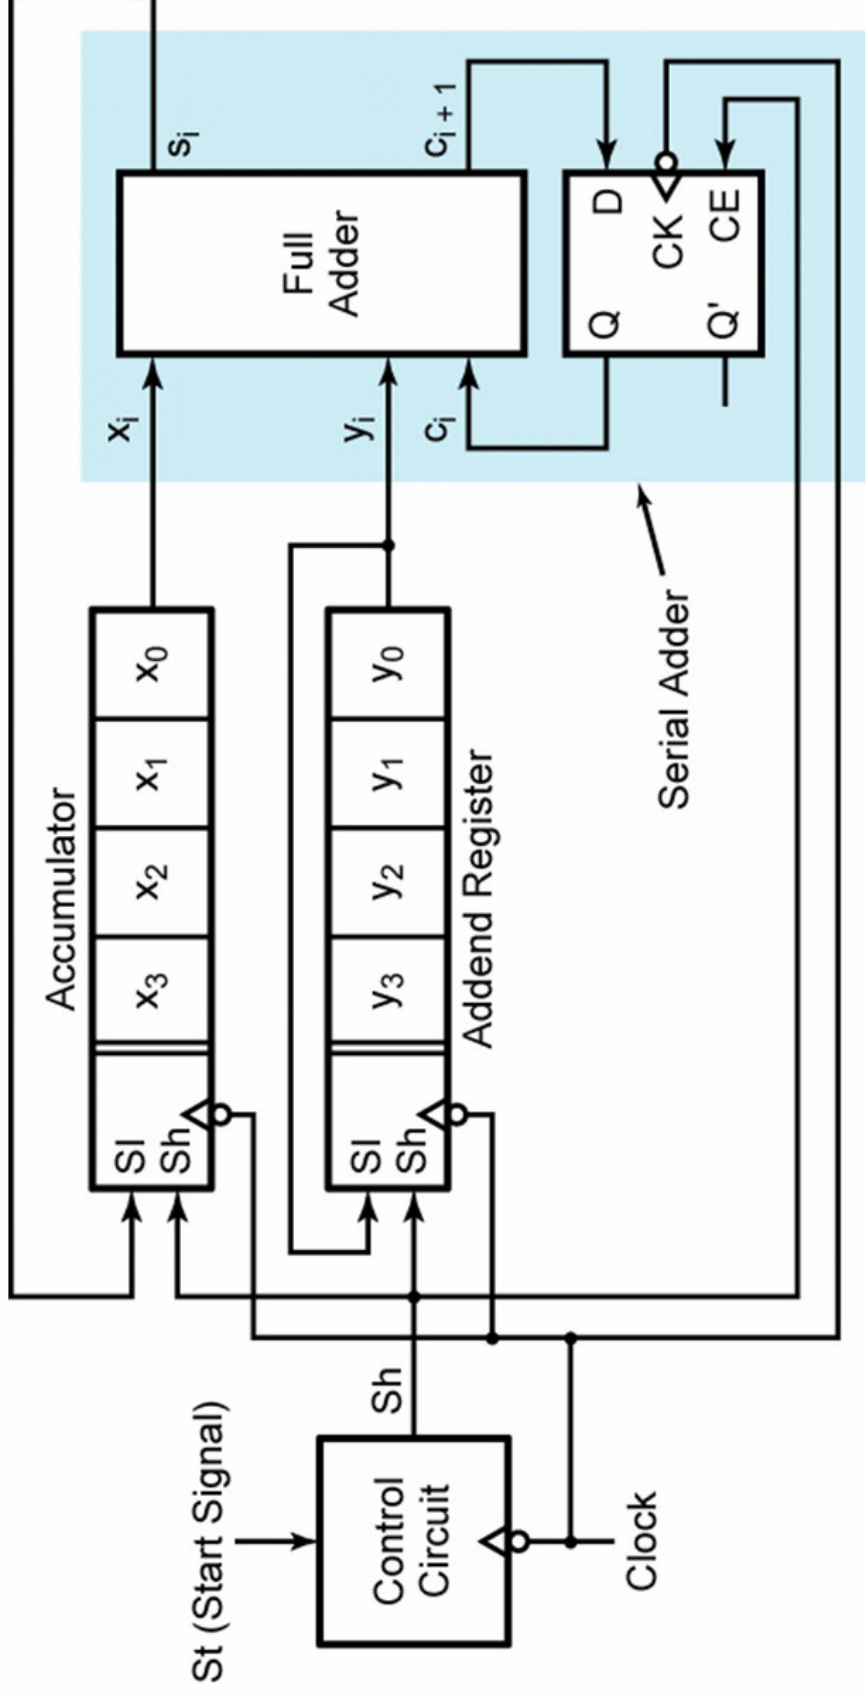 St (Start Signal)
Control
Circuit
Clock
Sh
Accumulator
SI
Sh
x3
x2
x1
x0
SI
Sh
y3
y2
y1
y0
Addend Register
Serial Adder
xi
yi
ci
Full
Adder
si
ci + 1
Q
Q'
D
CK
CE